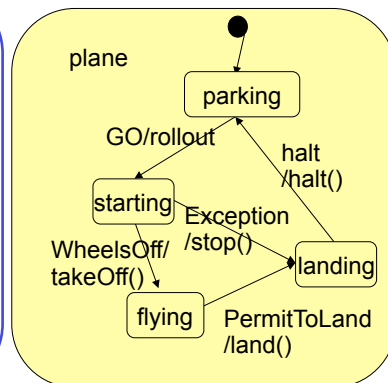 plane
parking
GO/rollout
halt
/halt()
starting
Exception
/stop()
WheelsOff/
takeOff()
landing
flying
PermitToLand
/land()